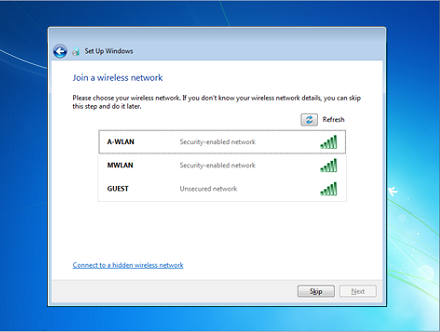 Set Up Windows
Join a wireless network
Please choose your wireless network. If you don't know your wireless network details, you can skip
this step and do it later.
Refresh
A-WLAN Security-enabled network
MWLAN Security-enabled network
GUEST Unsecured network
Connect to a hidden wireless network
Skip Next